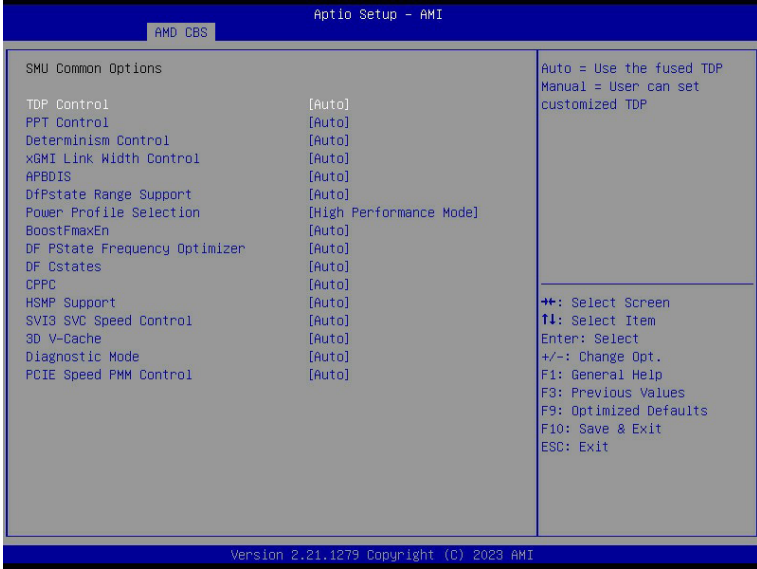 Aptio Setup – AMI
AMD CBS
SMU Common Options
TDP Control [Auto]
PPT Control [Auto]
Determinism Control [Auto]
xGMI Link Width Control [Auto]
APBDIS [Auto]
DfPstate Range Support [Auto]
Power Profile Selection [High Performance Mode]
BoostFmaxEn [Auto]
DF PState Frequency Optimizer [Auto]
DF Cstates [Auto]
CPPC [Auto]
HSMP Support [Auto]
SVI3 SVC Speed Control [Auto]
3D V-Cache [Auto]
Diagnostic Mode [Auto]
PCIE Speed PMM Control [Auto]
Auto = Use the fused TDP
Manual = User can set
customized TDP
→←: Select Screen
↑↓: Select Item
Enter: Select
+/-: Change Opt.
F1: General Help
F3: Previous Values
F9: Optimized Defaults
F10: Save & Exit
ESC: Exit
Version 2.21.1279 Copyright (C) 2023 AMI